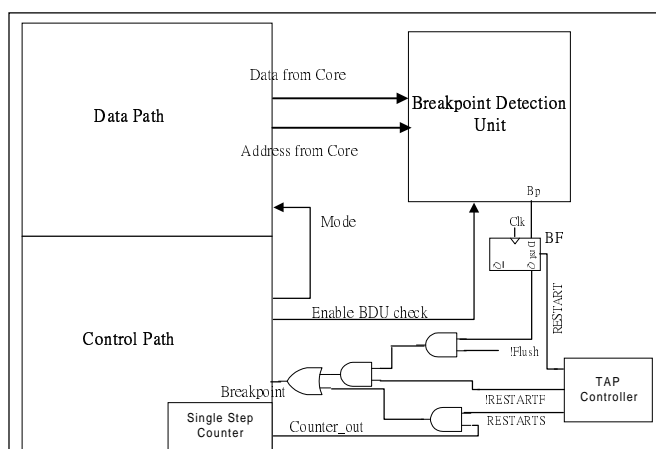 Data from Core
Data Path
Breakpoint Detection
Unit
Address from Core
Bp
Mode
Clk
BF
D
rst
Q
Q
RESTART
Enable BDU check
Control Path
!Flush
TAP
Controller
Breakpoint
!RESTARTF
RESTARTS
Single Step
Counter
Counter_out